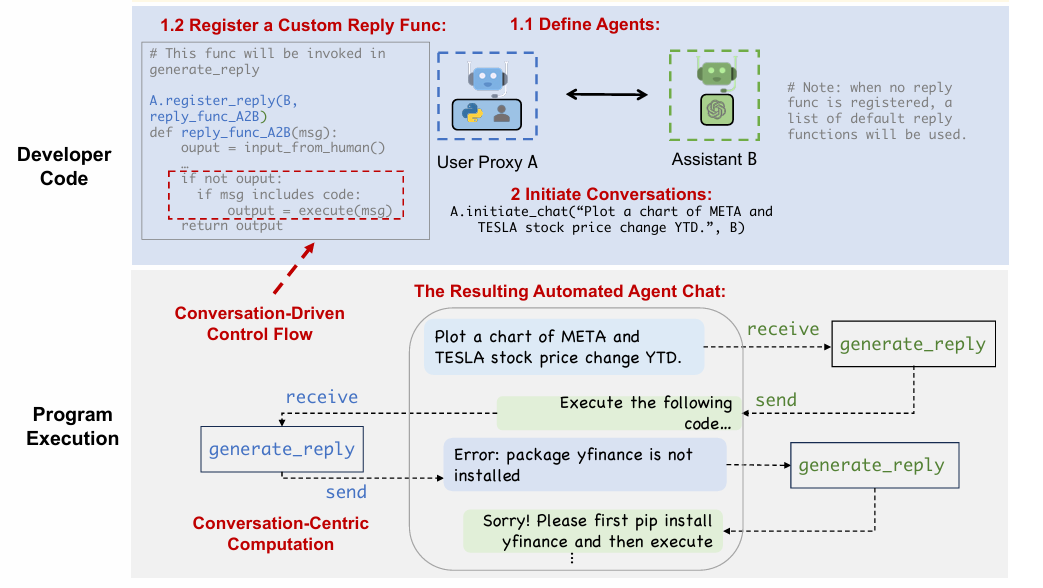 1.2 Register a Custom Reply Func:
# This func will be invoked in
generate_reply
A.register_reply(B,
reply_func_A2B)
def reply_func_A2B(msg):
ouput = input_from_human()
…
if not ouput:
if msg includes code:
output = execute(msg)
return output
1.1 Define Agents:
User Proxy A
Assistant B
# Note: when no reply
func is registered, a
list of default reply
functions will be used.
2 Initiate Conversations:
A.initiate_chat(“Plot a chart of META and
TESLA stock price change YTD.”, B)
Developer
Code
Conversation-Driven
Control Flow
The Resulting Automated Agent Chat:
Plot a chart of META and
TESLA stock price change YTD.
receive
generate_reply
send
Execute the following
code…
receive
generate_reply
send
Error: package yfinance is not
installed
generate_reply
Sorry! Please first pip install
yfinance and then execute
⋮
Program
Execution
Conversation-Centric
Computation